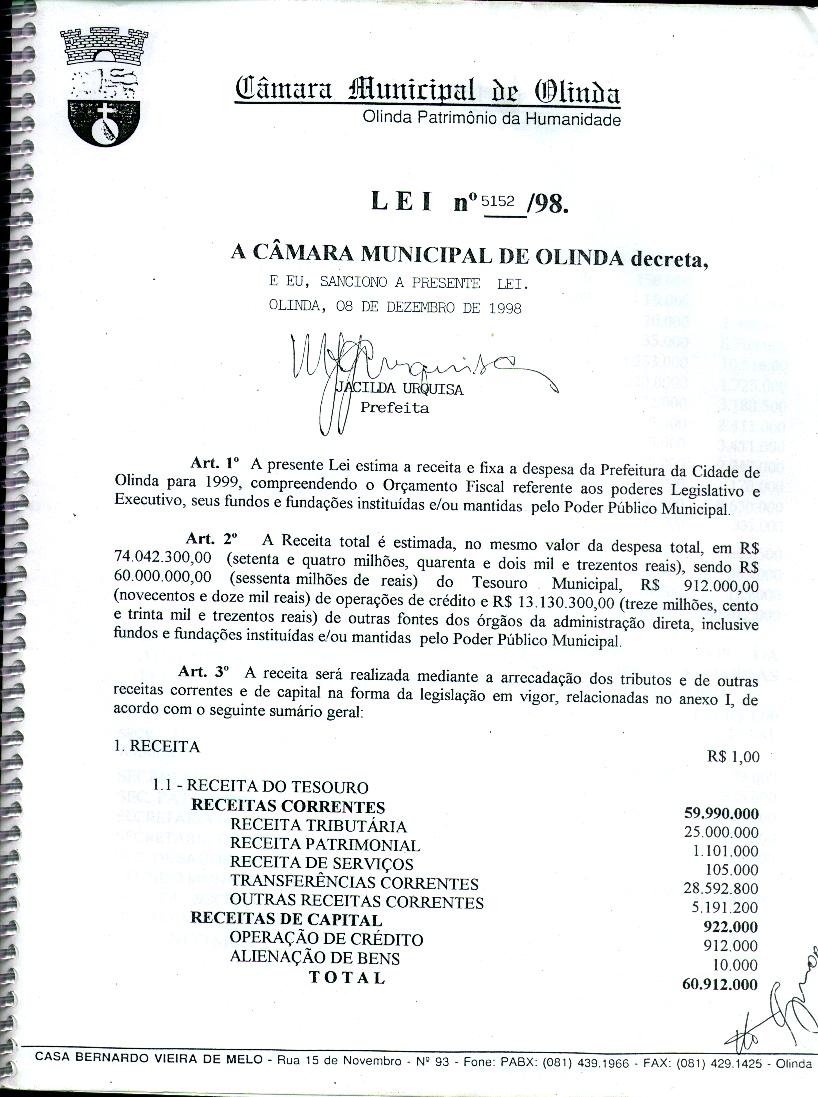 Câmara Municipal de Olinda
Olinda Patrimônio da Humanidade
LEI nº 5152 /98.
A CÂMARA MUNICIPAL DE OLINDA decreta,
E EU, SANCIONO A PRESENTE LEI.
OLINDA, 08 DE DEZEMBRO DE 1998
JACILDA URQUISA
Prefeita
Art. 1º A presente Lei estima a receita e fixa a despesa da Prefeitura da Cidade de
Olinda para 1999, compreendendo o Orçamento Fiscal referente aos poderes Legislativo e
Executivo, seus fundos e fundações instituídas e/ou mantidas pelo Poder Público Municipal.
Art. 2º A Receita total é estimada, no mesmo valor da despesa total, em R$
74.042.300,00 (setenta e quatro milhões, quarenta e dois mil e trezentos reais), sendo R$
60.000.000,00 (sessenta milhões de reais) do Tesouro Municipal, R$ 912.000,00
(novecentos e doze mil reais) de operações de crédito e R$ 13.130.300,00 (treze milhões, cento
e trinta mil e trezentos reais) de outras fontes dos órgãos da administração direta, inclusive
fundos e fundações instituídas e/ou mantidas pelo Poder Público Municipal.
Art. 3º A receita será realizada mediante a arrecadação dos tributos e de outras
receitas correntes e de capital na forma da legislação em vigor, relacionadas no anexo I, de
acordo com o seguinte sumário geral:
1. RECEITA R$ 1,00
1.1 - RECEITA DO TESOURO
RECEITAS CORRENTES 59.990.000
RECEITA TRIBUTÁRIA 25.000.000
RECEITA PATRIMONIAL 1.101.000
RECEITA DE SERVIÇOS 105.000
TRANSFERÊNCIAS CORRENTES 28.592.800
OUTRAS RECEITAS CORRENTES 5.191.200
RECEITAS DE CAPITAL 922.000
OPERAÇÃO DE CRÉDITO 912.000
ALIENAÇÃO DE BENS 10.000
TOTAL 60.912.000
CASA BERNARDO VIEIRA DE MELO - Rua 15 de Novembro - Nº 93 - Fone: PABX: (081) 439.1966 - FAX: (081) 429.1425 - Olinda